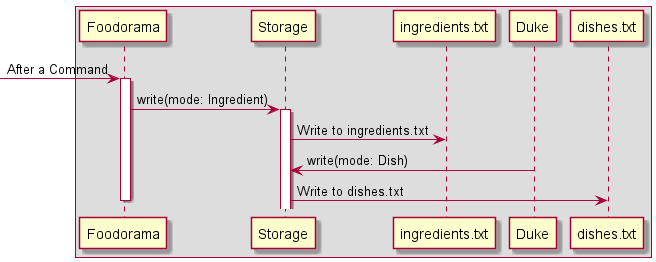 Foodorama Storage ingredients.txt Duke dishes.txt
After a Command
write(mode: Ingredient)
Write to ingredients.txt
write(mode: Dish)
Write to dishes.txt
Foodorama Storage ingredients.txt Duke dishes.txt